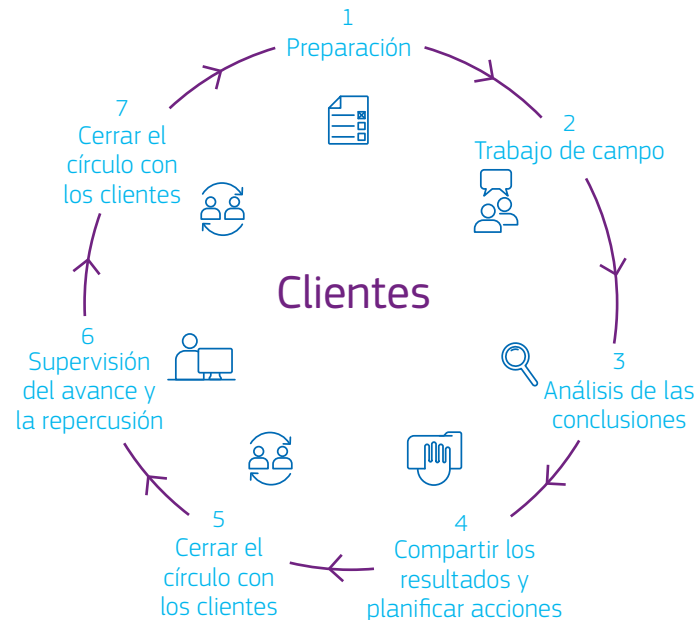 1
Preparación
2
Trabajo de campo
3
Análisis de las
conclusiones
4
Compartir los
resultados y
planificar acciones
5
Cerrar el
círculo con
los clientes
6
Supervisión
del avance y
la repercusión
7
Cerrar el
círculo con
los clientes
Clientes